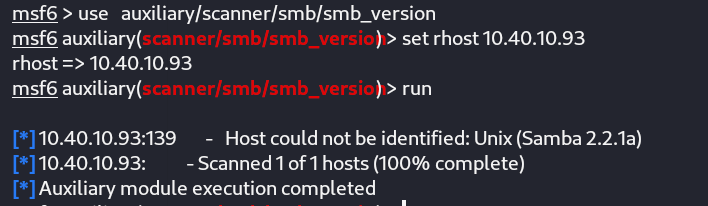 msf6 > use auxiliary/scanner/smb/smb_version
msf6 auxiliary(scanner/smb/smb_version) > set rhost 10.40.10.93
rhost => 10.40.10.93
msf6 auxiliary(scanner/smb/smb_version) > run
[*] 10.40.10.93:139 - Host could not be identified: Unix (Samba 2.2.1a)
[*] 10.40.10.93: - Scanned 1 of 1 hosts (100% complete)
[*] Auxiliary module execution completed